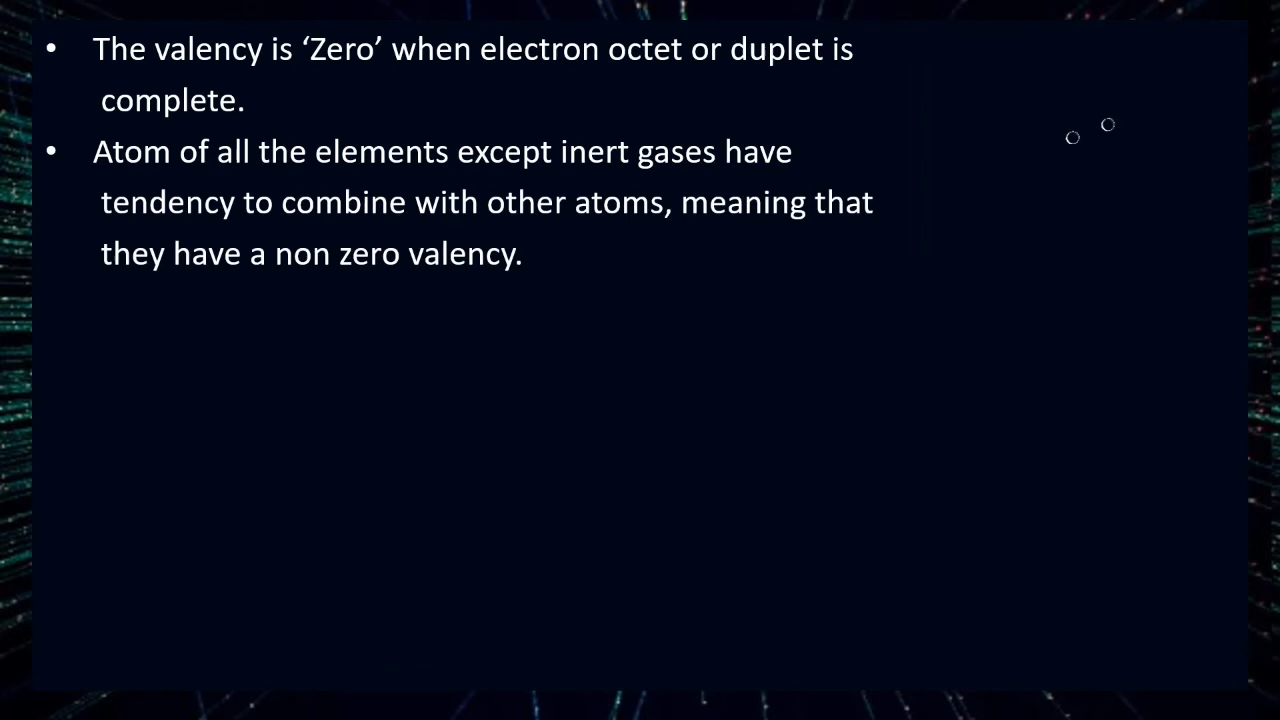 • The valency is ‘Zero’ when electron octet or duplet is
complete.
• Atom of all the elements except inert gases have
tendency to combine with other atoms, meaning that
they have a non zero valency.